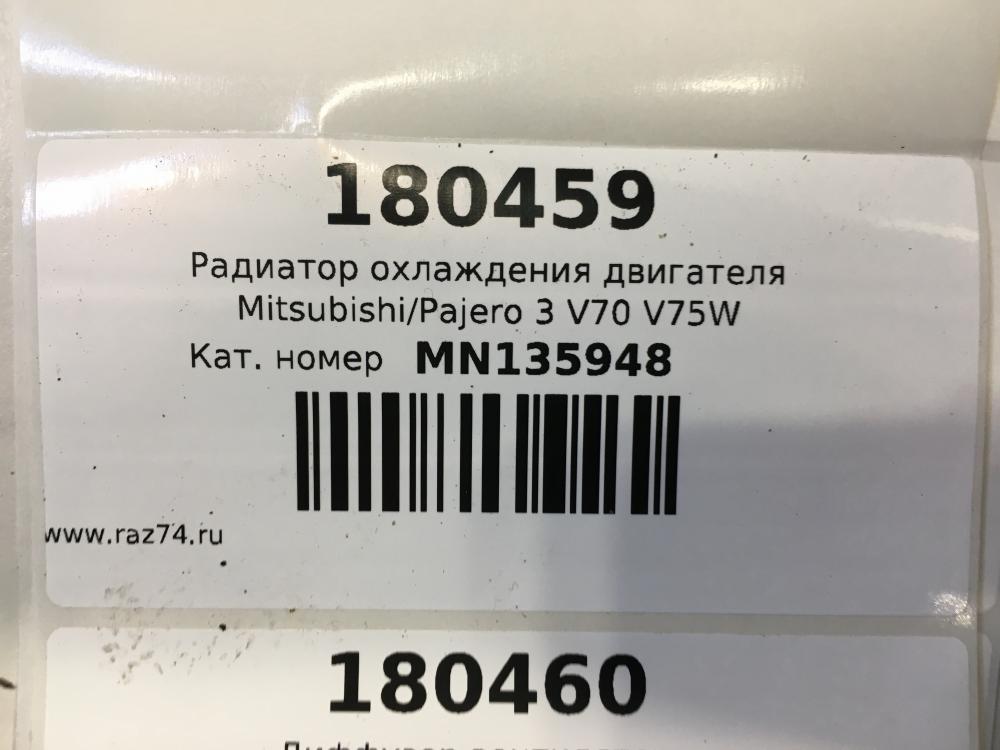 180459
Радиатор охлаждения двигателя
Mitsubishi/Pajero 3 V70 V75W
Кат. номер MN135948
www.raz74.ru
180460